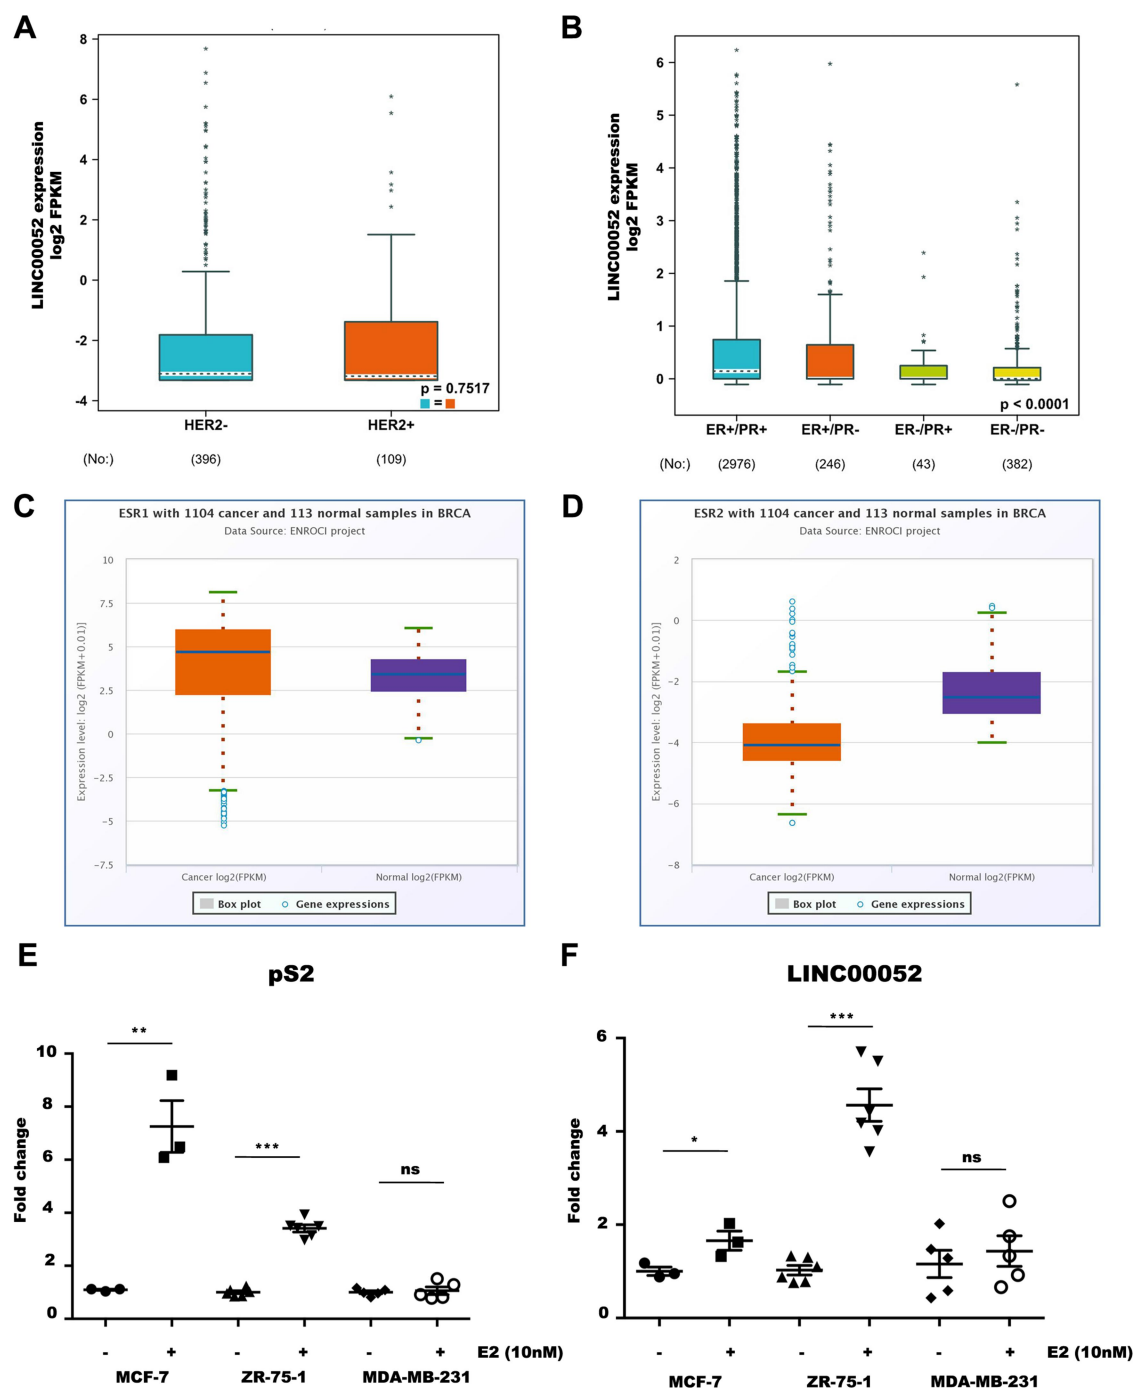 A
LINC00052 expression
log2 FPKM
8
6
4
2
0
-2
-4
p = 0.7517
=
HER2-
HER2+
(No:)
(396)
(109)
B
LINC00052 expression
log2 FPKM
6
5
4
3
2
1
0
p < 0.0001
ER+/PR+
ER+/PR-
ER-/PR+
ER-/PR-
(No:)
(2976)
(246)
(43)
(382)
C
ESR1 with 1104 cancer and 113 normal samples in BRCA
Data Source: ENROCI project
Expression level: log2 (FPKM+0.01)]
10
7.5
5
2.5
0
−2.5
−5
−7.5
Cancer log2(FPKM)
Normal log2(FPKM)
Box plot
Gene expressions
D
ESR2 with 1104 cancer and 113 normal samples in BRCA
Data Source: ENROCI project
Expression level: log2 (FPKM+0.01)]
2
0
−2
−4
−6
−8
Cancer log2(FPKM)
Normal log2(FPKM)
Box plot
Gene expressions
E
pS2
Fold change
10
8
6
4
2
0
**
***
ns
- + - + - + E2 (10nM)
MCF-7 ZR-75-1 MDA-MB-231
F
LINC00052
Fold change
6
4
2
0
*
***
ns
- + - + - + E2 (10nM)
MCF-7 ZR-75-1 MDA-MB-231